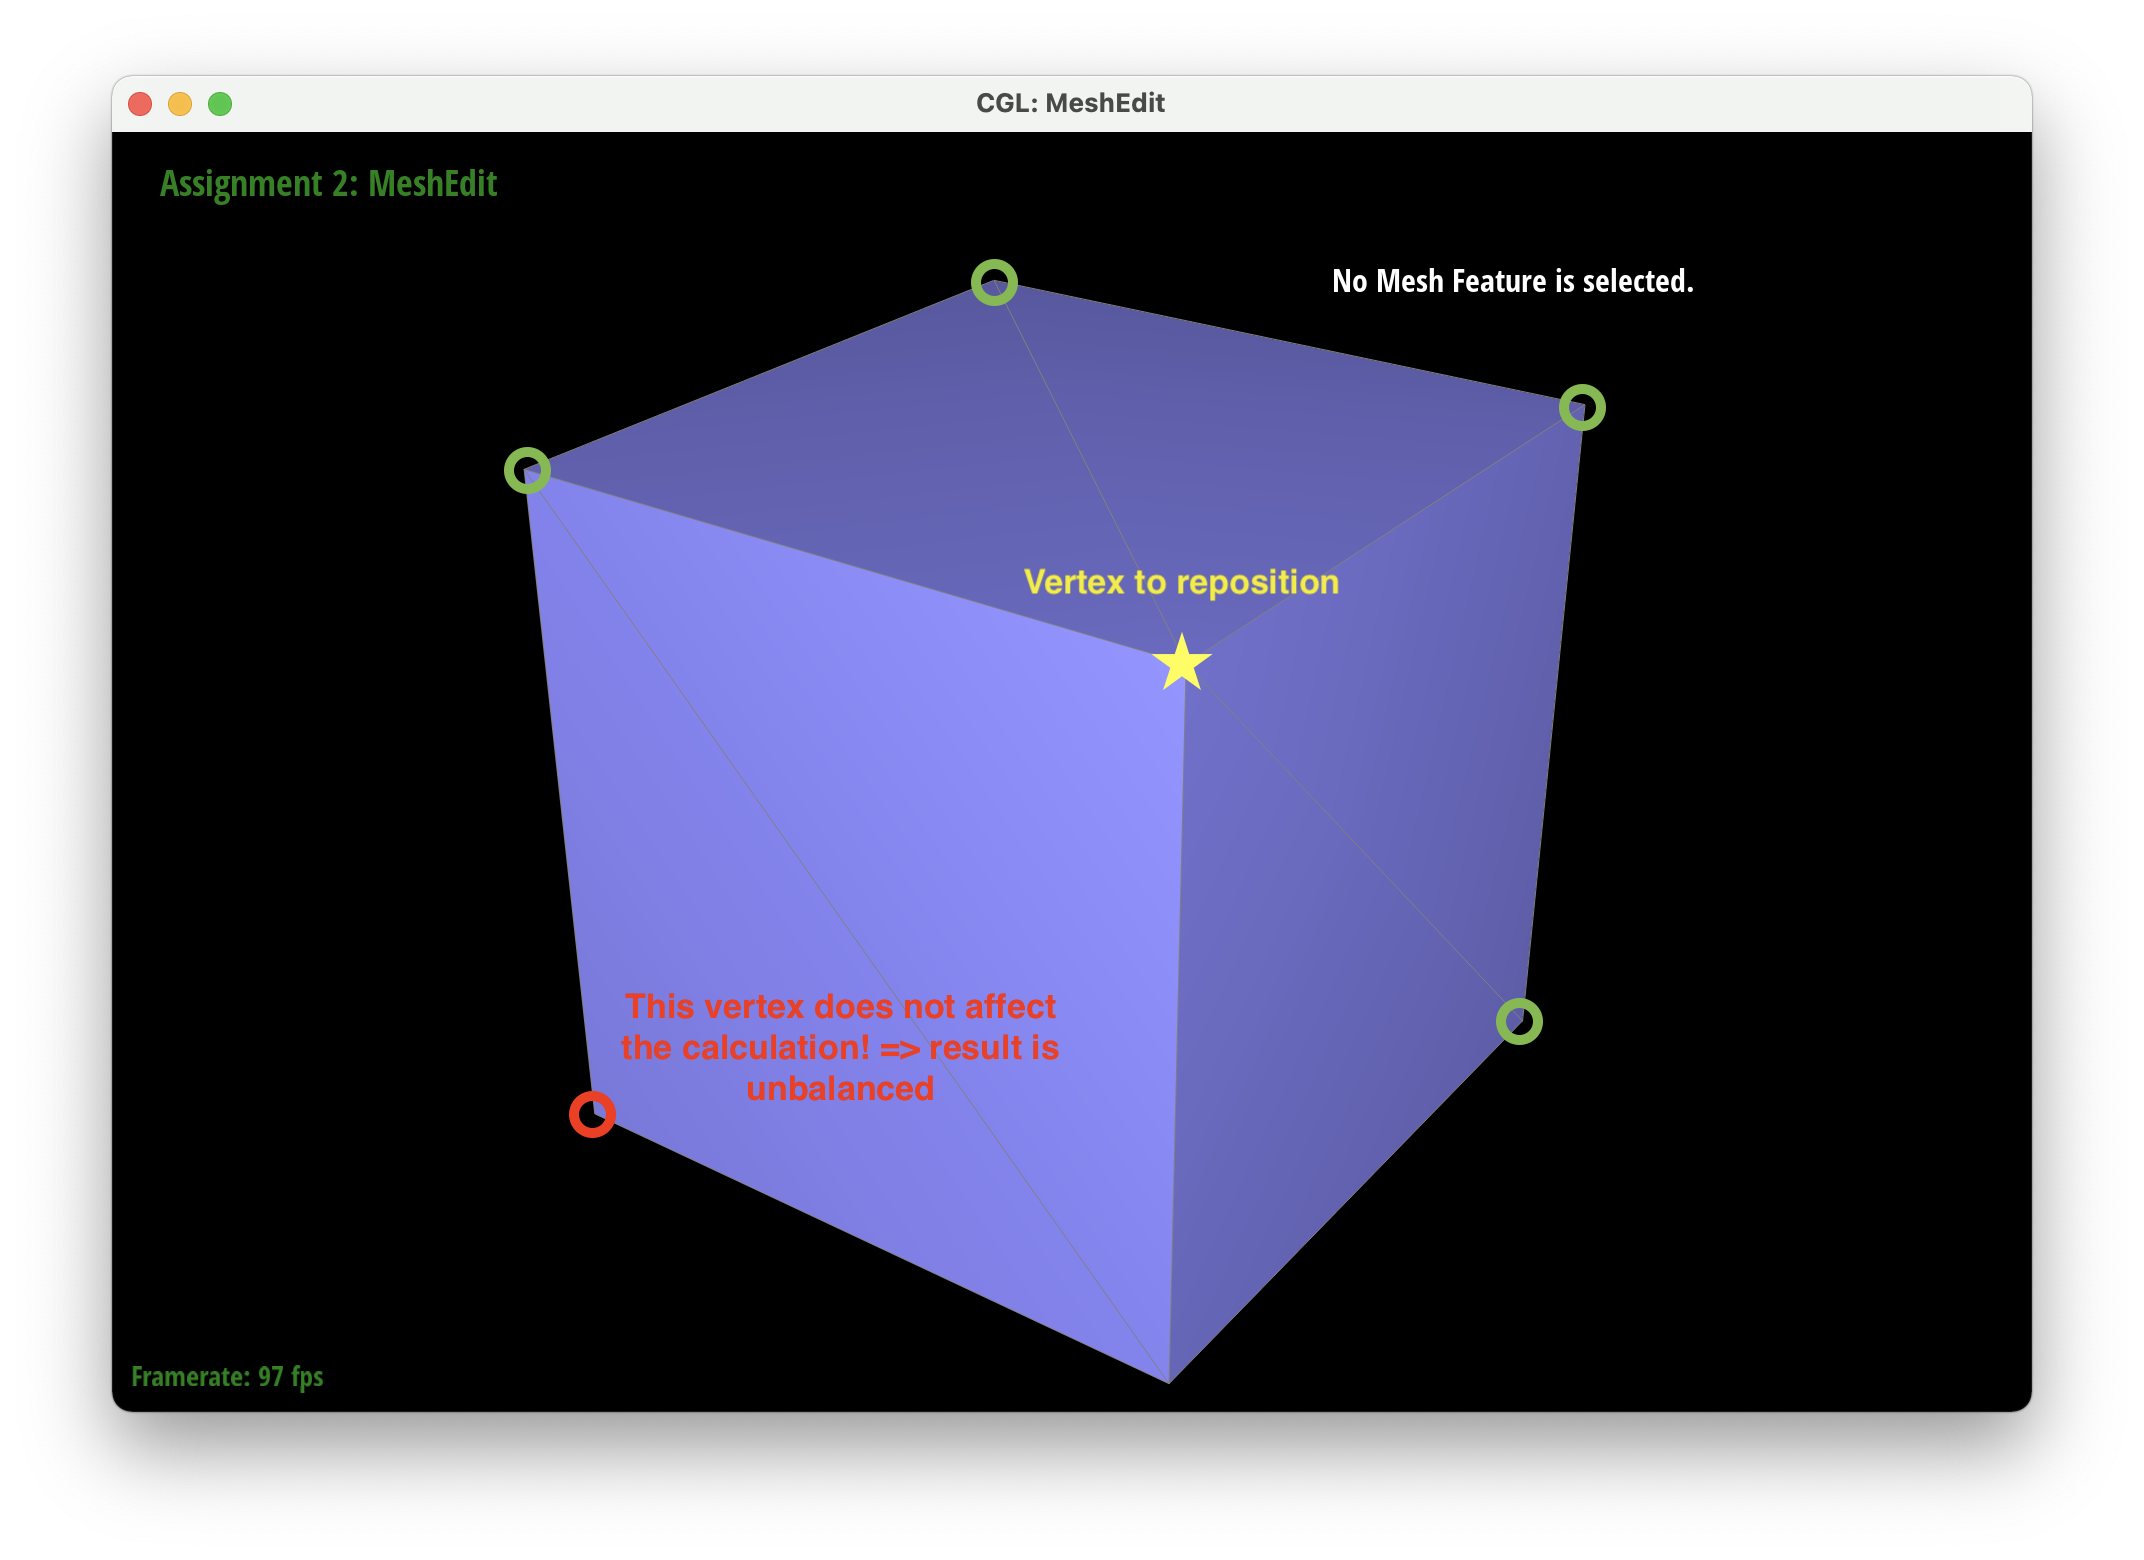 CGL: MeshEdit
Assignment 2: MeshEdit
No Mesh Feature is selected.
Vertex to reposition
This vertex does not affect
the calculation! => result is
unbalanced
Framerate: 97 fps